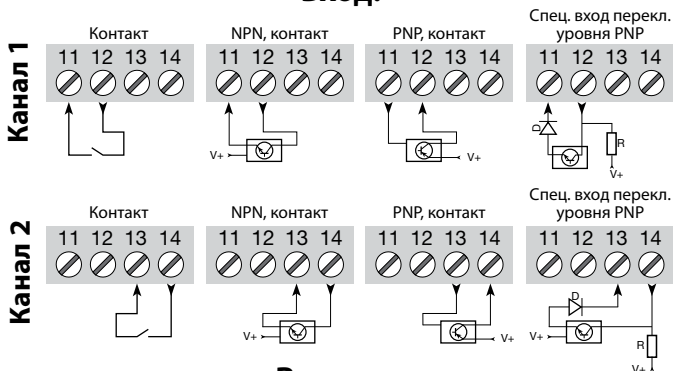 Вход:
Канал 1
Контакт
11 12 13 14
NPN, контакт
11 12 13 14
V+
PNP, контакт
11 12 13 14
V+
Спец. вход перекл.
уровня PNP
11 12 13 14
D
R
V+
Канал 2
Контакт
11 12 13 14
NPN, контакт
11 12 13 14
V+
PNP, контакт
11 12 13 14
V+
Спец. вход перекл.
уровня PNP
11 12 13 14
D
V+
R
V+